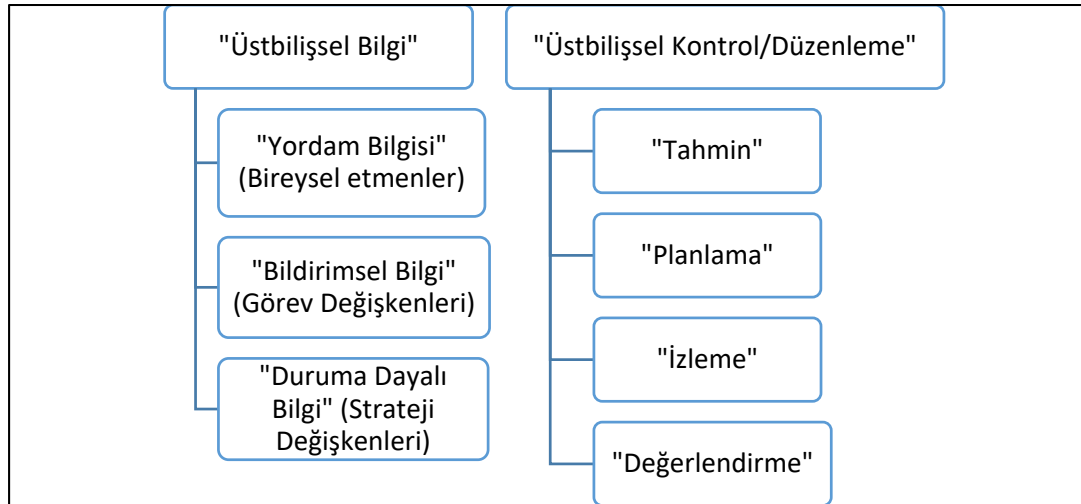 "Üstbilişsel Bilgi"
"Yordam Bilgisi"
(Bireysel etmenler)
"Bildirimsel Bilgi"
(Görev Değişkenleri)
"Duruma Dayalı
Bilgi" (Strateji
Değişkenleri)
"Üstbilişsel Kontrol/Düzenleme"
"Tahmin"
"Planlama"
"İzleme"
"Değerlendirme"